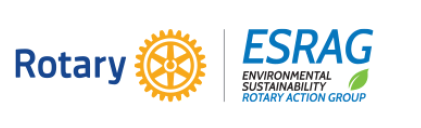 Rotary
ESRAG
ENVIRONMENTAL
SUSTAINABILITY
ROTARY ACTION GROUP